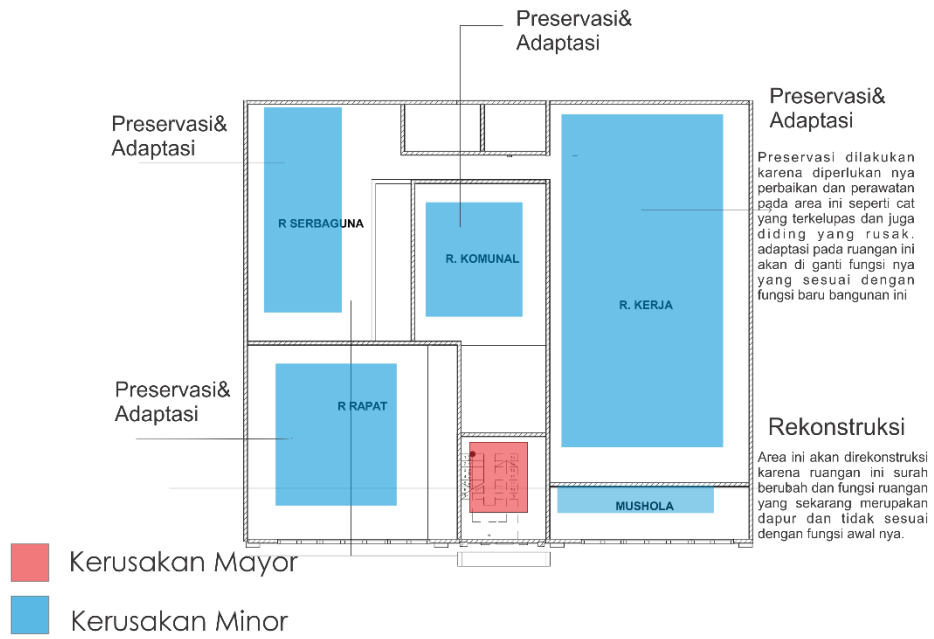 Preservasi&
Adaptasi
Preservasi&
Adaptasi
Preservasi&
Adaptasi
Preservasi dilakukan
karena diperlukan nya
perbaikan dan perawatan
pada area ini seperti cat
yang terkelupas dan juga
diding yang rusak.
adaptasi pada ruangan ini
akan di ganti fungsi nya
yang sesuai dengan
fungsi baru bangunan ini
R SERBAGUNA
R. KOMUNAL
R. KERJA
Preservasi&
Adaptasi
R RAPAT
Rekonstruksi
Area ini akan direkonstruksi
karena ruangan ini surah
berubah dan fungsi ruangan
yang sekarang merupakan
dapur dan tidak sesuai
dengan fungsi awal nya.
MUSHOLA
Kerusakan Mayor
Kerusakan Minor